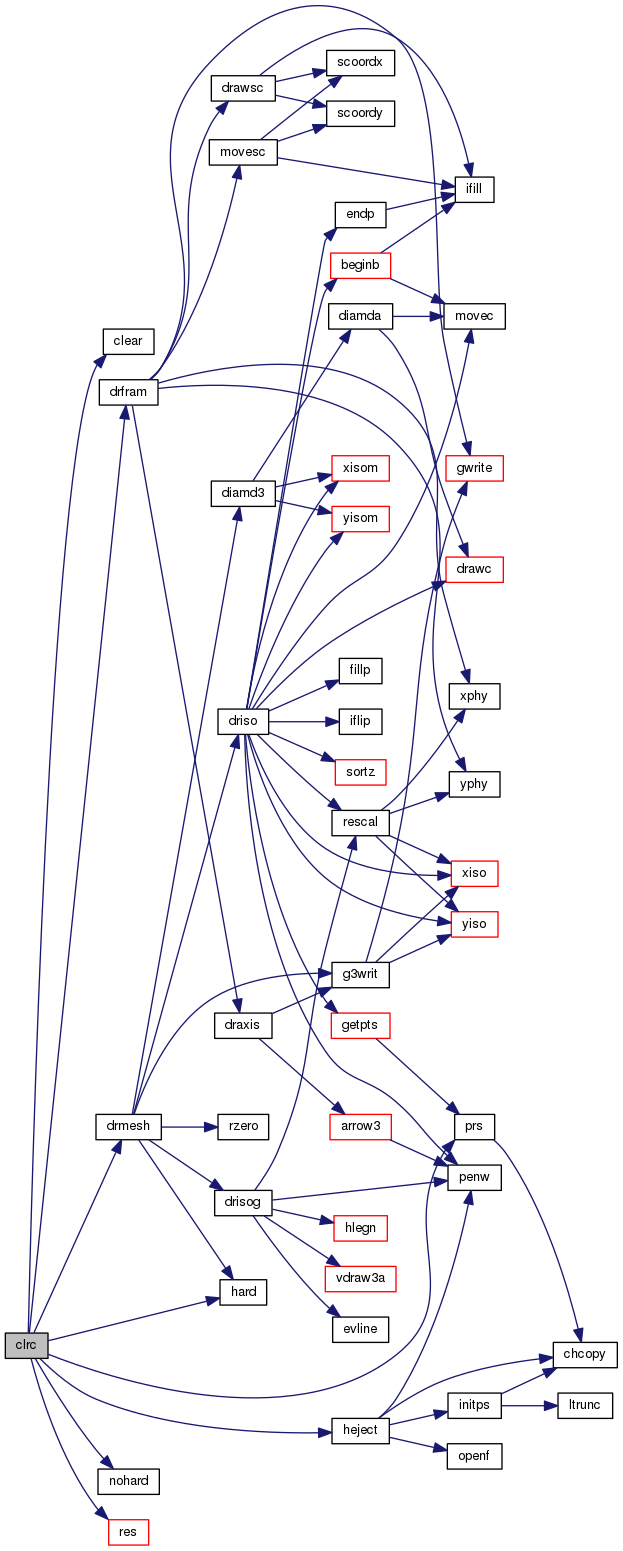 scoordx
drawsc
scoordy
movesc
ifill
endp
beginb
diamda
movec
clear
drfram
xisom
gwrite
diamd3
yisom
drawc
fillp
xphy
driso
iflip
sortz
yphy
rescal
xiso
yiso
g3writ
draxis
getpts
drmesh
rzero
arrow3
prs
penw
drisog
hlegn
vdraw3a
hard
evline
clrc
chcopy
initps
ltrunc
heject
openf
nohard
res